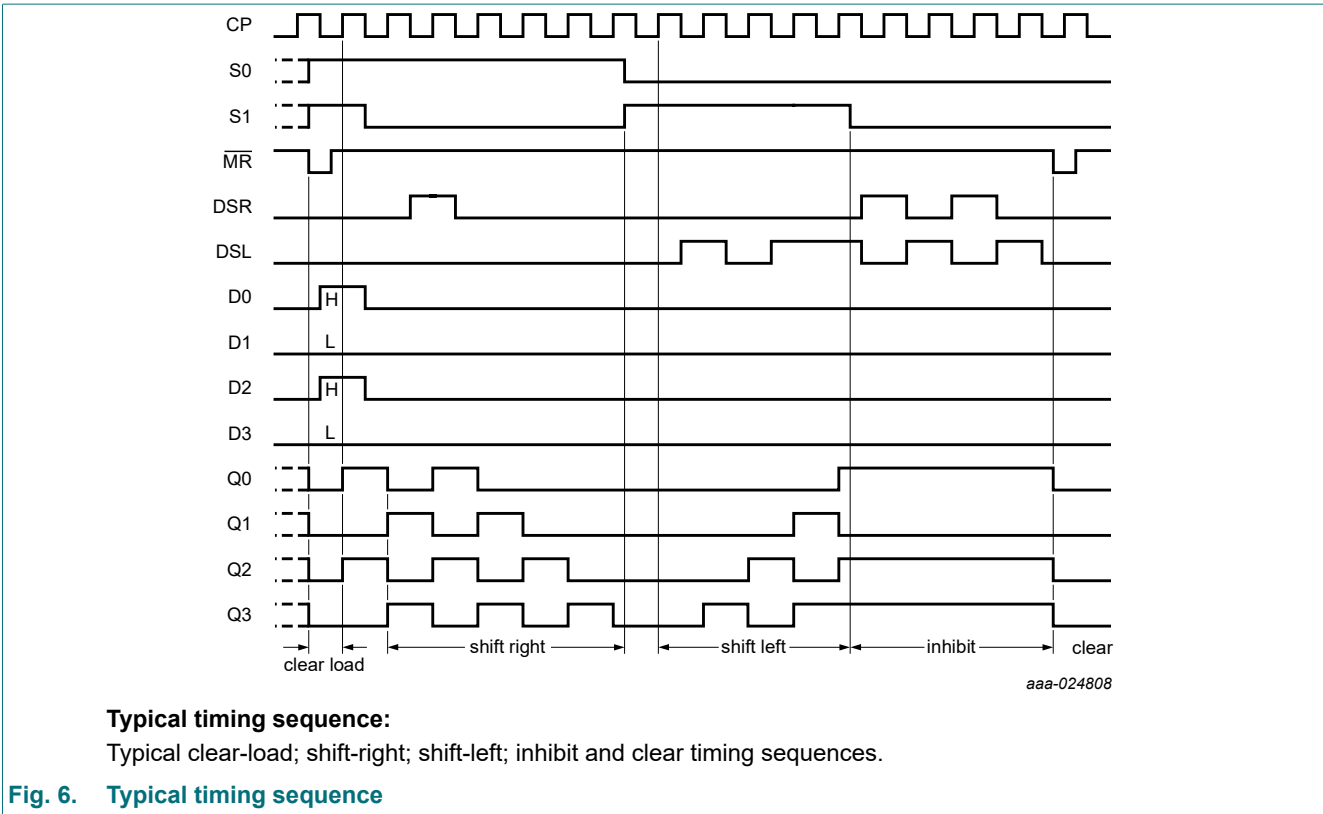 CP
S0
S1
MR
DSR
DSL
D0 H
D1 L
D2 H
D3 L
Q0
Q1
Q2
Q3
clear load shift right shift left inhibit clear
aaa-024808
Typical timing sequence:
Typical clear-load; shift-right; shift-left; inhibit and clear timing sequences.
Fig. 6. Typical timing sequence